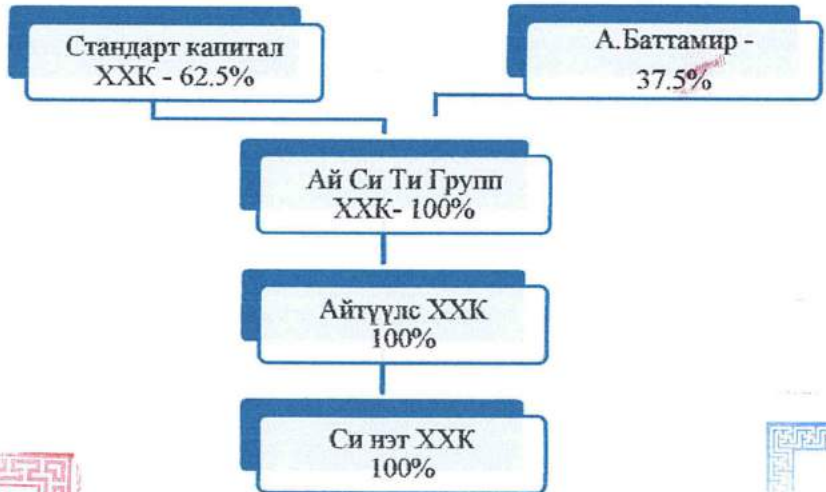 Стандарт капитал
ХХК - 62.5%
А.Баттамир -
37.5%
Ай Си Ти Групп
ХХК- 100%
Айтүүлс ХХК
100%
Си нэт ХХК
100%